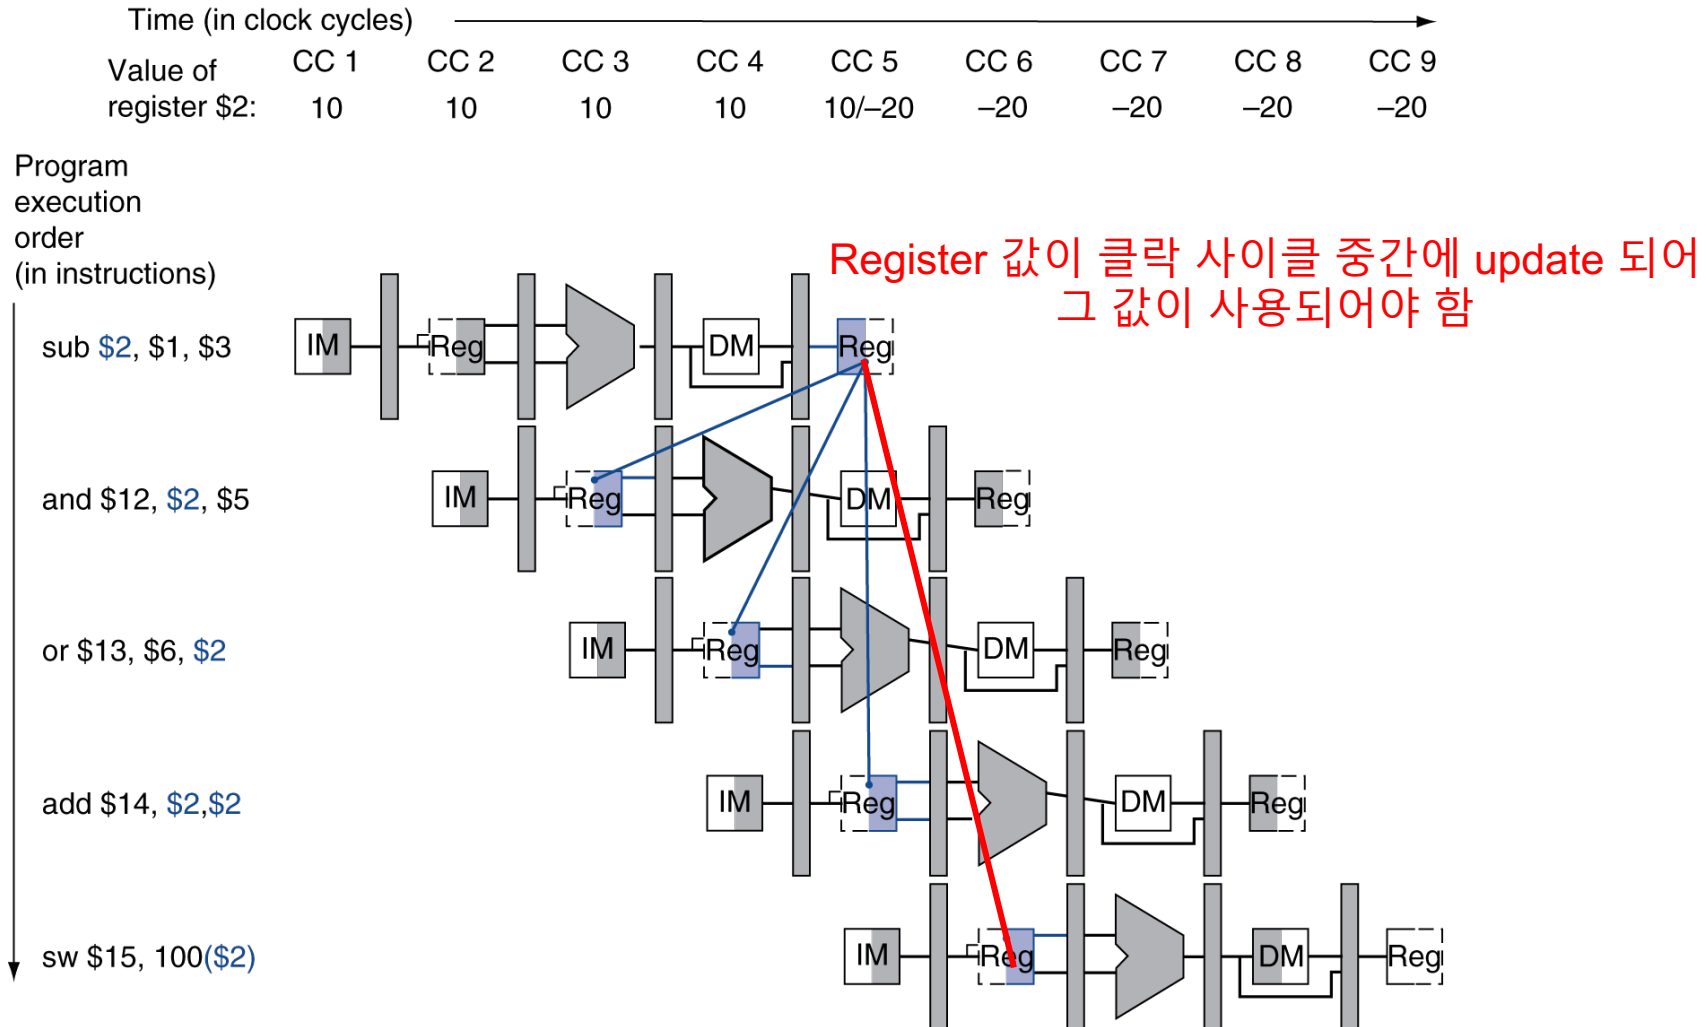 Time (in clock cycles)
Value of register $2:
CC 1 CC 2 CC 3 CC 4 CC 5 CC 6 CC 7 CC 8 CC 9
10 10 10 10 10/–20 –20 –20 –20 –20
Program
execution
order
(in instructions)
Register 값이 클락 사이클 중간에 update 되어
그 값이 사용되어야 함
sub $2, $1, $3
IM Reg DM Reg
and $12, $2, $5
IM Reg DM Reg
or $13, $6, $2
IM Reg DM Reg
add $14, $2,$2
IM Reg DM Reg
sw $15, 100($2)
IM Reg DM Reg